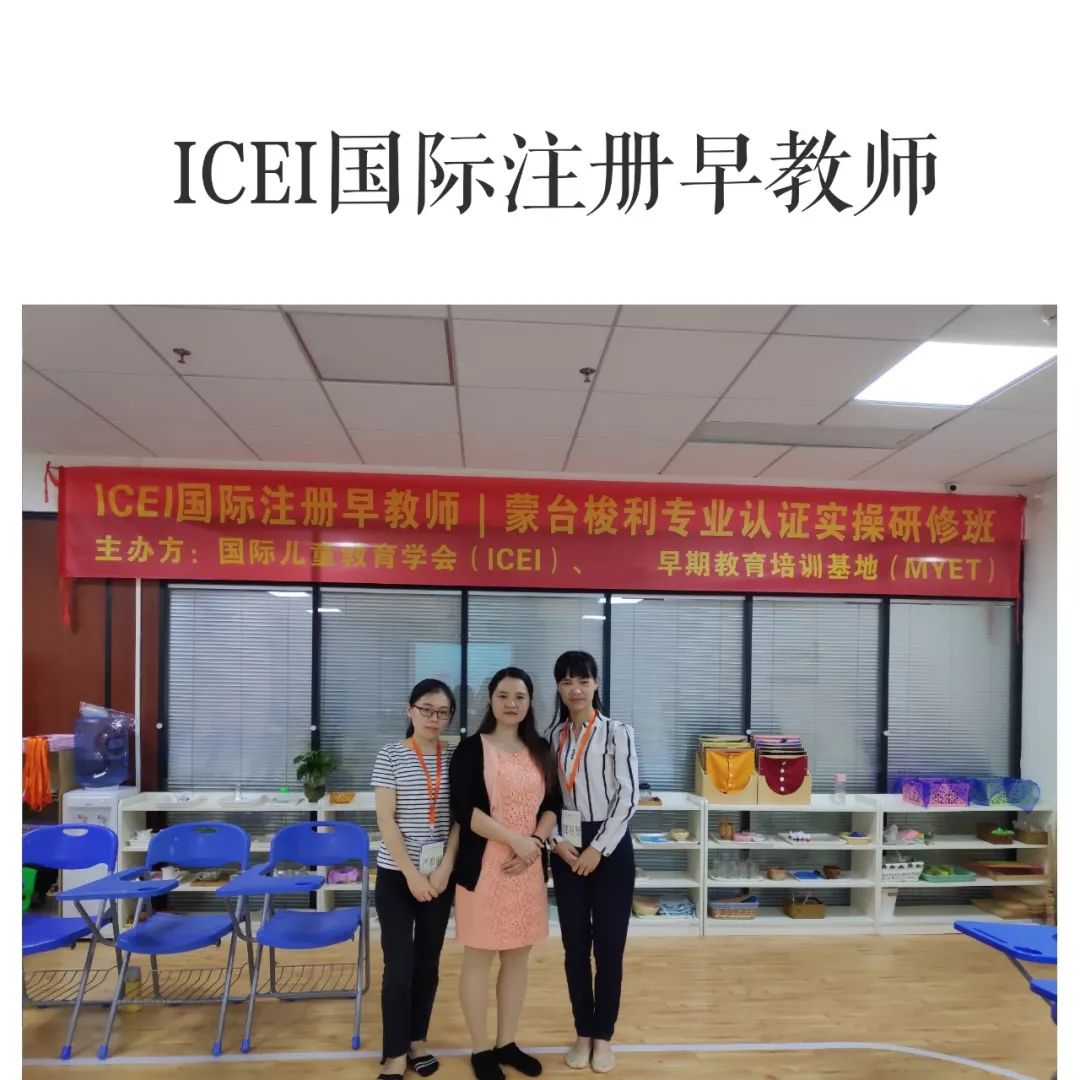 ICEI国际注册早教师
ICEI国际注册早教师 | 蒙台梭利专业认证实操研修班
主办方：国际儿童教育学会（ICEI）、 早期教育培训基地（MYET）